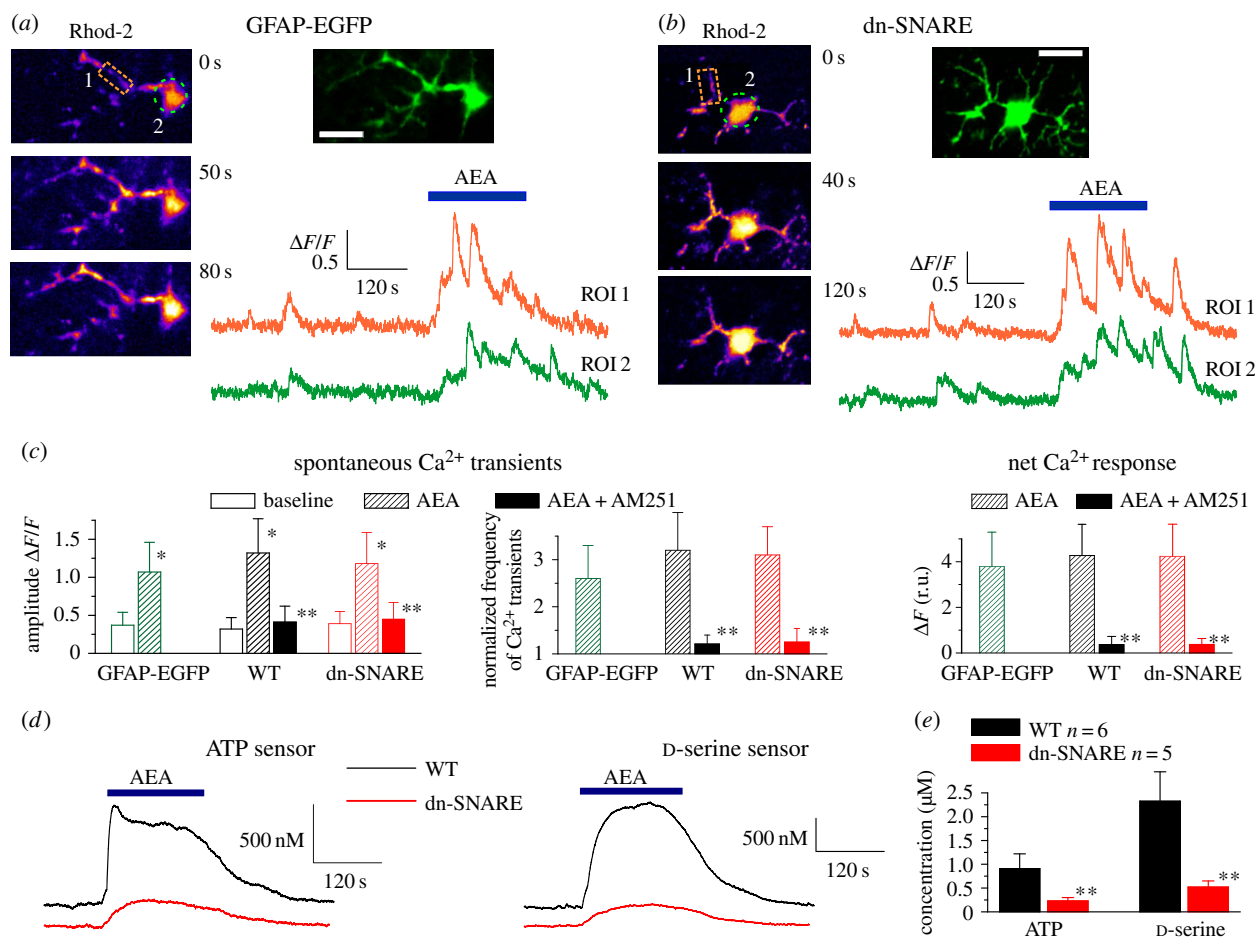 (a) GFAP-EGFP
Rhod-2
0 s
1
2
50 s
80 s
AEA
ΔF/F
0.5
120 s
ROI 1
ROI 2
(b) dn-SNARE
Rhod-2
0 s
1
2
40 s
120 s
AEA
ΔF/F
0.5
120 s
ROI 1
ROI 2
(c)
spontaneous Ca2+ transients
baseline AEA AEA + AM251
amplitude ΔF/F
1.5
1.0
0.5
0
* * ** * **
GFAP-EGFP WT dn-SNARE
normalized frequency
of Ca2+ transients
3
2
1
** **
GFAP-EGFP WT dn-SNARE
net Ca2+ response
AEA AEA + AM251
ΔF (r.u.)
4
3
2
1
0
** **
GFAP-EGFP WT dn-SNARE
(d)
ATP sensor
AEA
WT
dn-SNARE
500 nM
120 s
D-serine sensor
AEA
500 nM
120 s
(e)
WT n = 6
dn-SNARE n = 5
concentration (µM)
2.5
2.0
1.5
1.0
0.5
0
** **
ATP D-serine